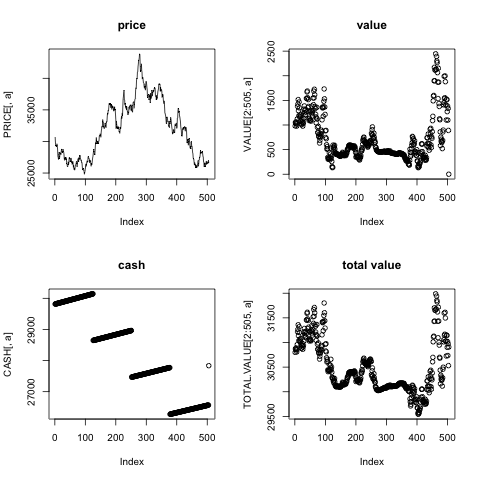 price
PRICE[, a]
25000 35000
0 100 200 300 400 500
Index
value
VALUE[2:505, a]
0 500 1500 2500
0 100 200 300 400 500
Index
cash
CASH[, a]
27000 29000
0 100 200 300 400 500
Index
total value
TOTAL.VALUE[2:505, a]
29500 30500 31500
0 100 200 300 400 500
Index